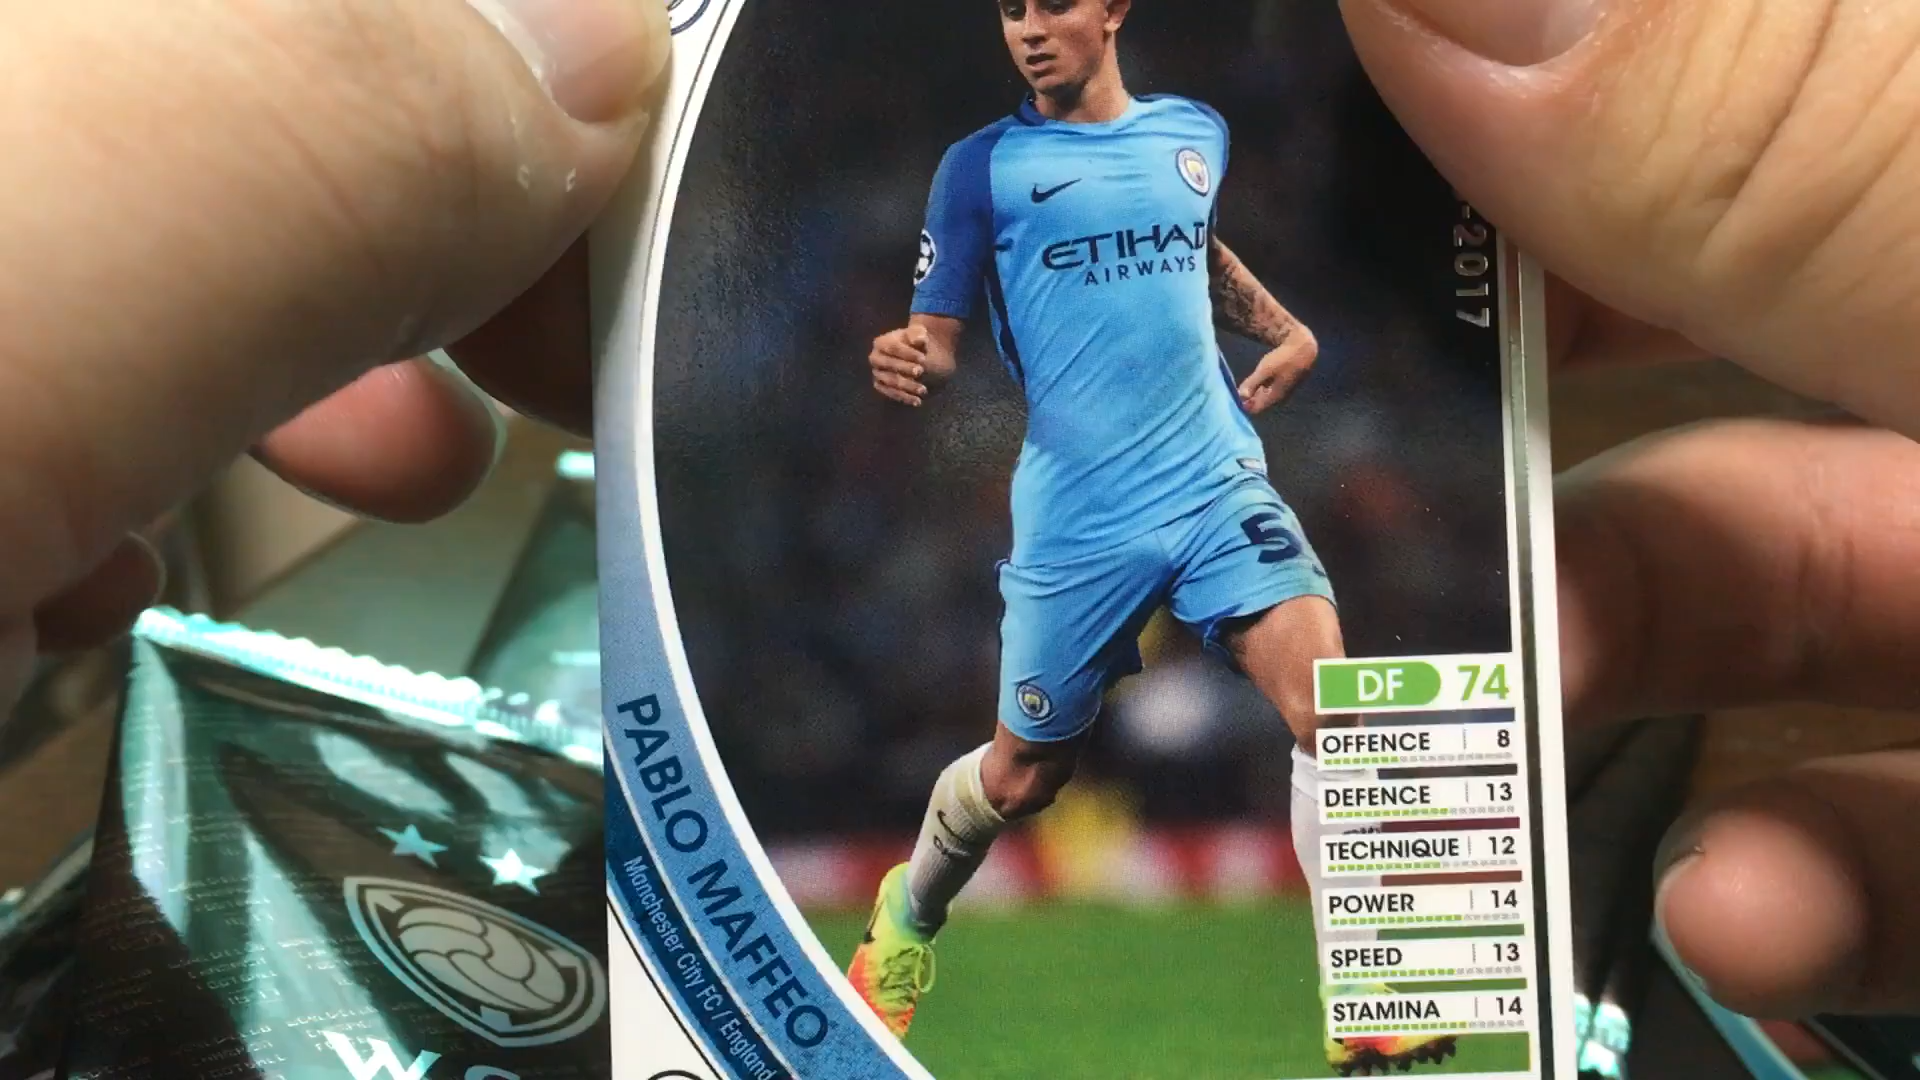 -2017
ETIHAD
AIRWAYS
5
DF 74
OFFENCE 8
DEFENCE 13
TECHNIQUE 12
POWER 14
SPEED 13
STAMINA 14
PABLO MAFFEO
Manchester City FC / England